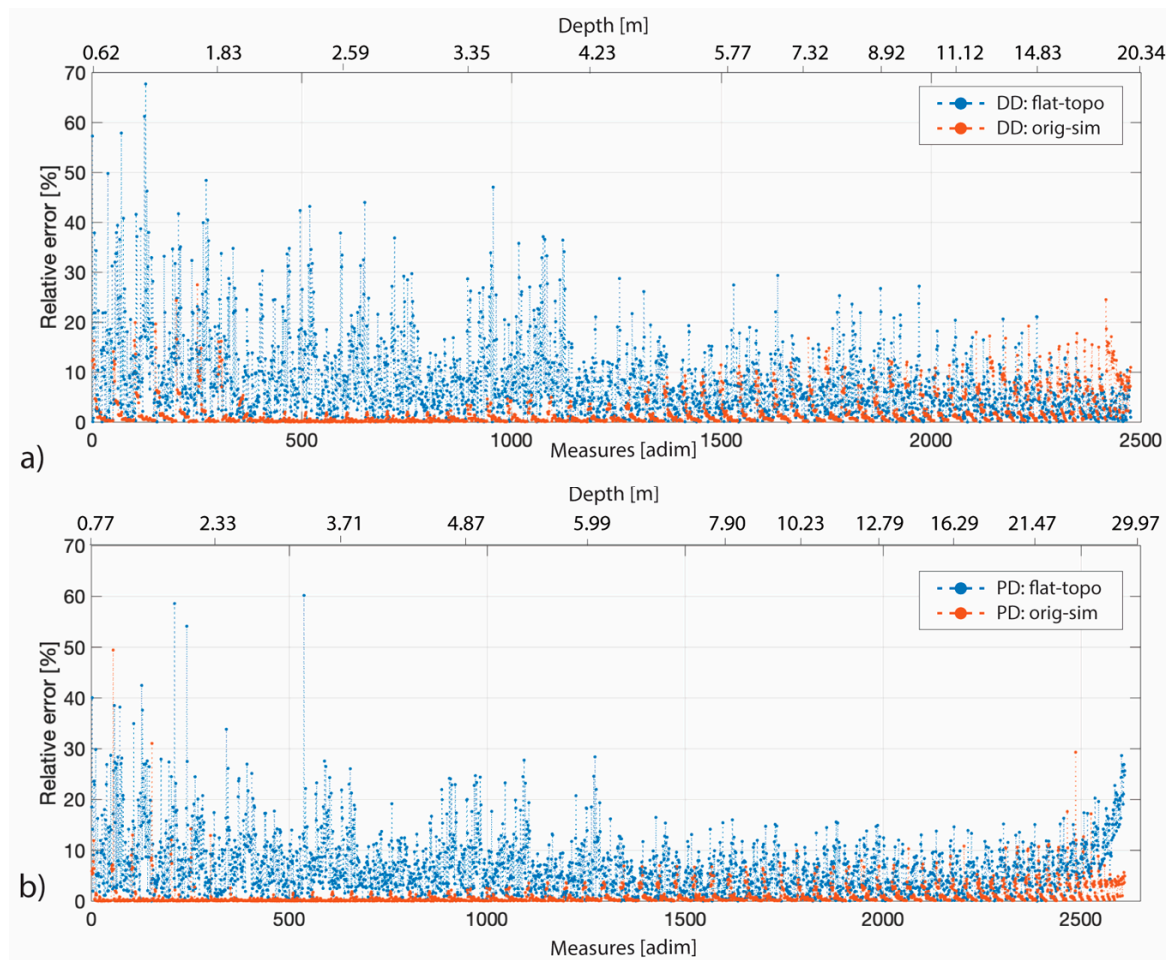 Depth [m]
0.62 1.83 2.59 3.35 4.23 5.77 7.32 8.92 11.12 14.83 20.34
70
DD: flat-topo
60
DD: orig-sim
50
Relative error [%]
40
30
20
10
0
0 500 1000 1500 2000 2500
a)
Measures [adim]
Depth [m]
0.77 2.33 3.71 4.87 5.99 7.90 10.23 12.79 16.29 21.47 29.97
70
PD: flat-topo
60
PD: orig-sim
50
Relative error [%]
40
30
20
10
b)
0
0 500 1000 1500 2000 2500
Measures [adim]